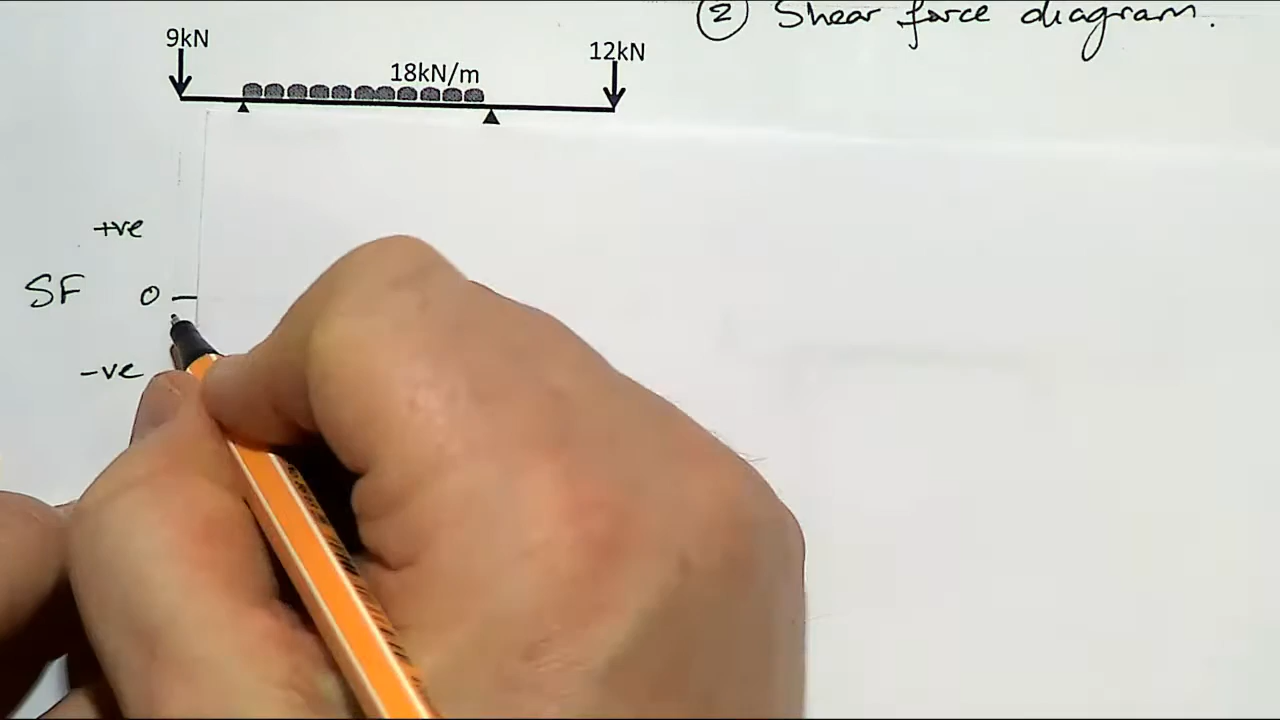 ② Shear force diagram.
9kN
12kN
18kN/m
+ve
SF 0
-ve